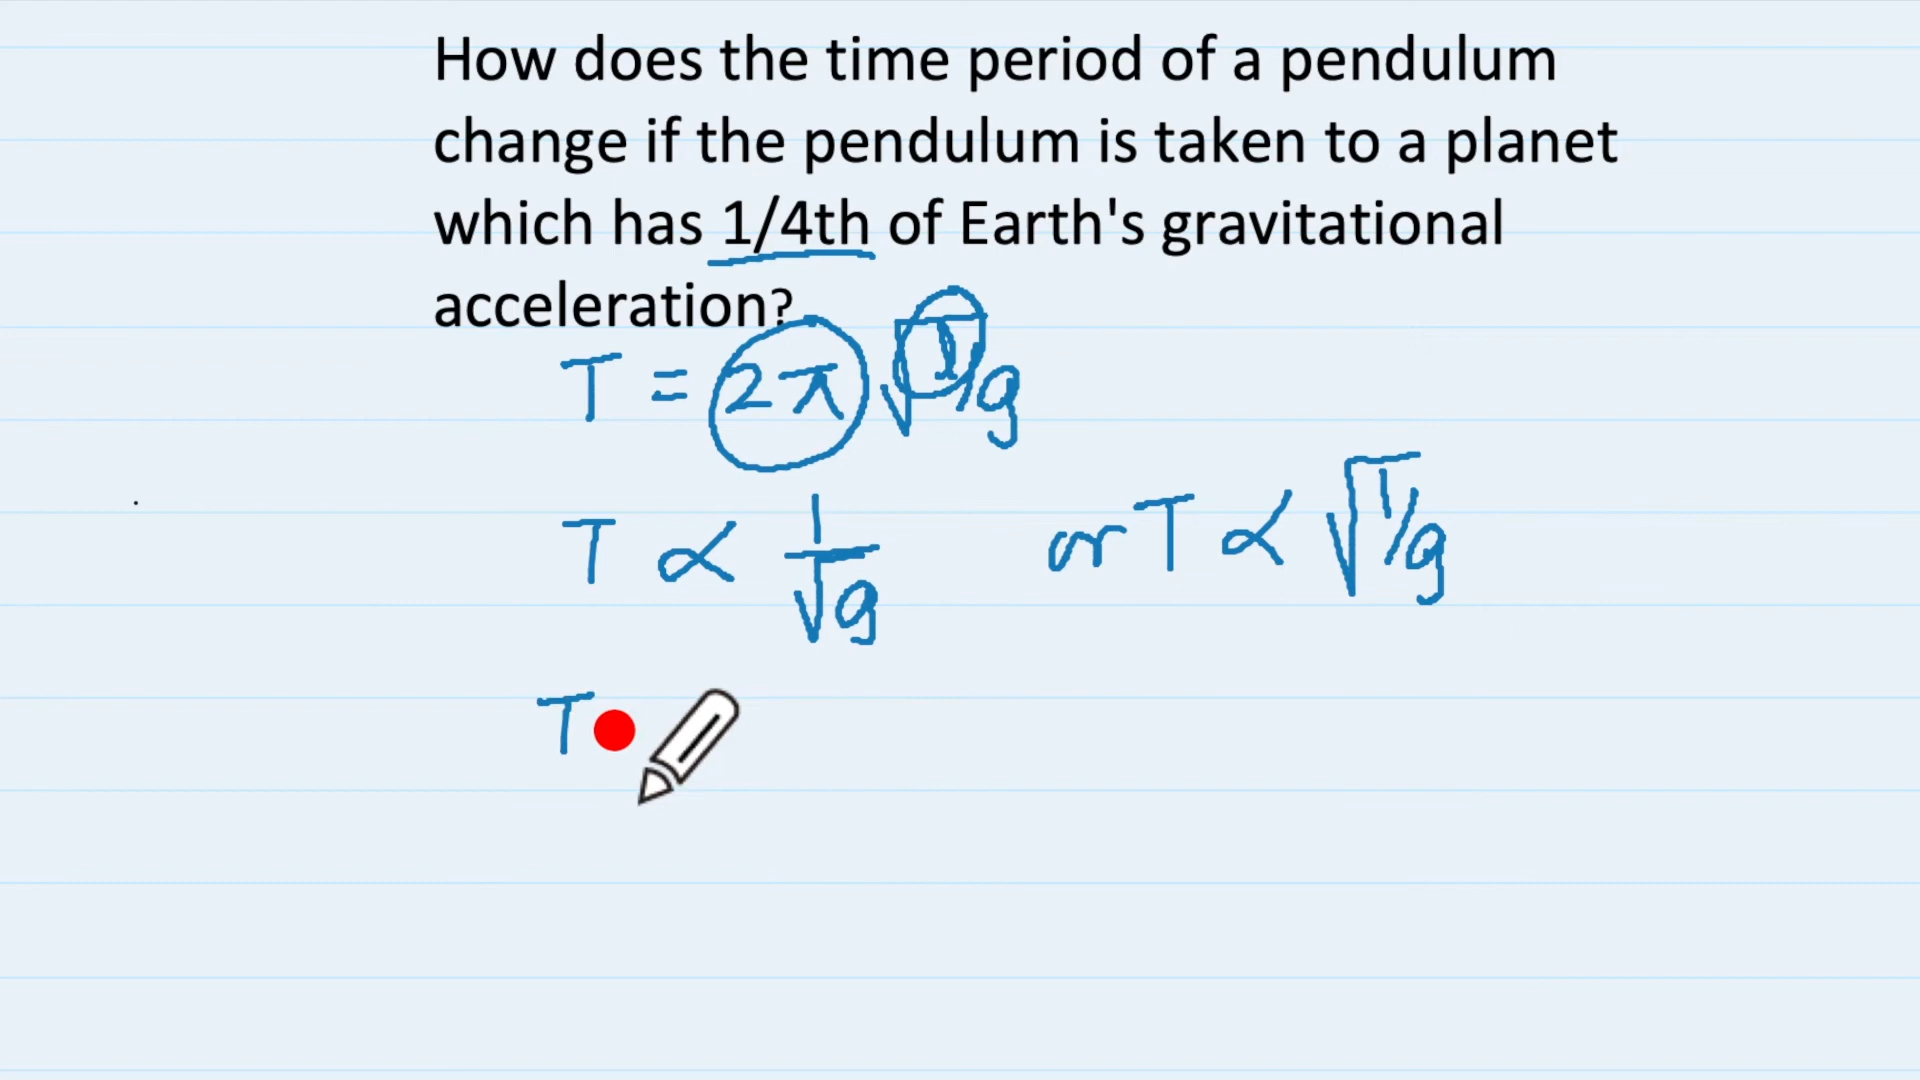 How does the time period of a pendulum
change if the pendulum is taken to a planet
which has 1/4th of Earth's gravitational
acceleration?
T = 2π √l/g
T ∝ 1/√g or T ∝ √1/g
T